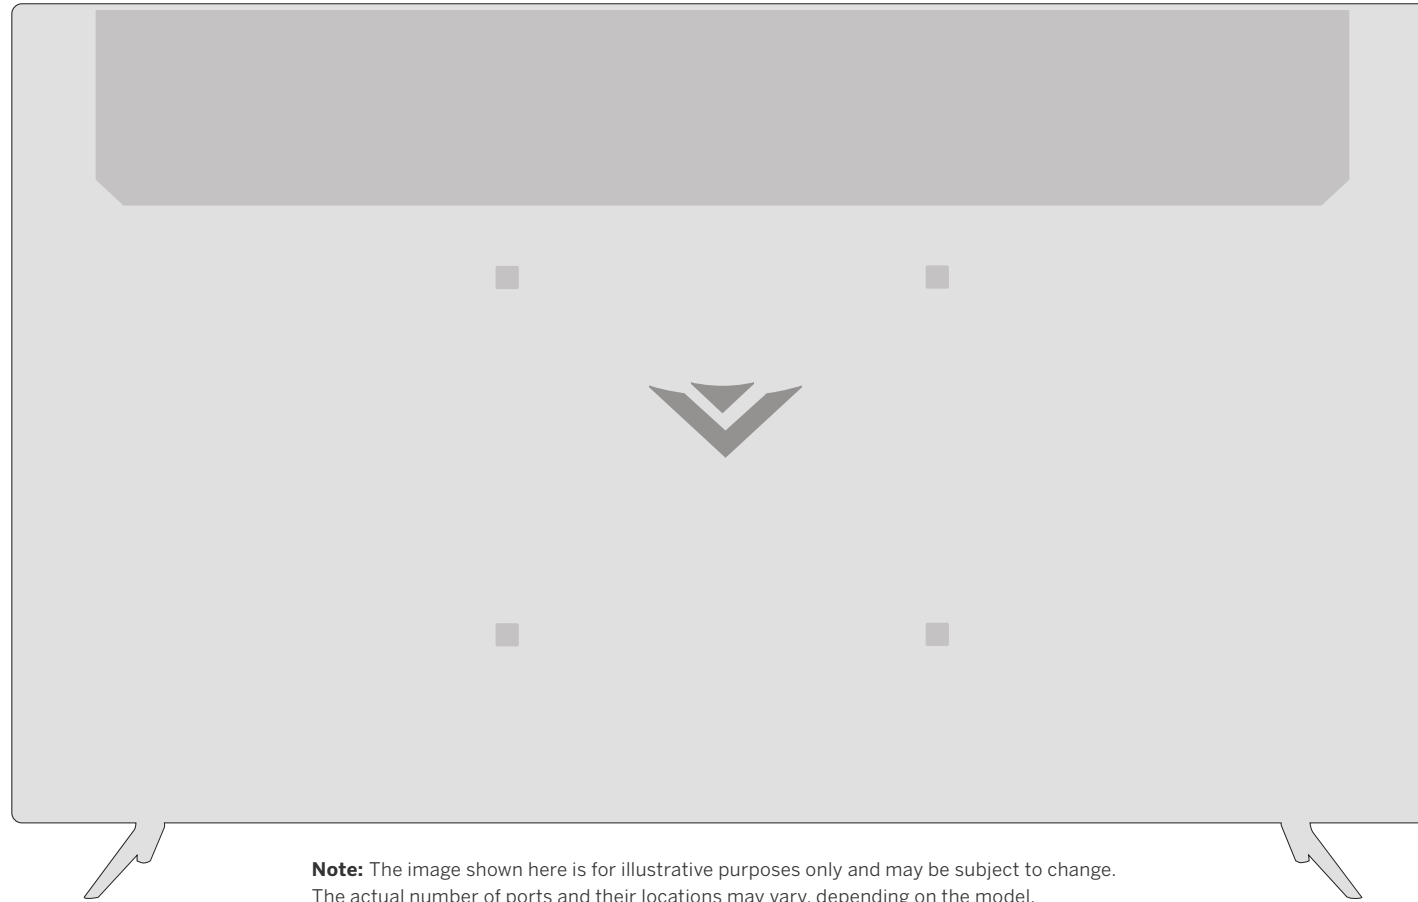 Note: The image shown here is for illustrative purposes only and may be subject to change.
The actual number of ports and their locations may vary, depending on the model.